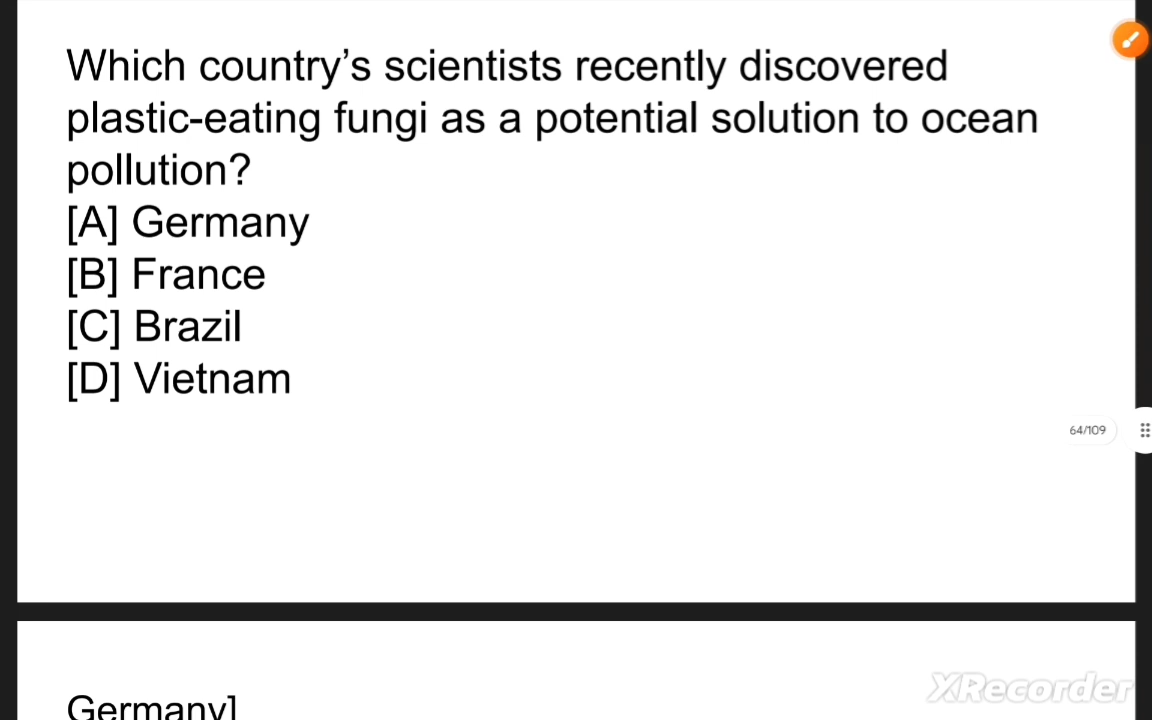 Which country’s scientists recently discovered
plastic-eating fungi as a potential solution to ocean
pollution?
[A] Germany
[B] France
[C] Brazil
[D] Vietnam
64/109
XRecorder
Germany]